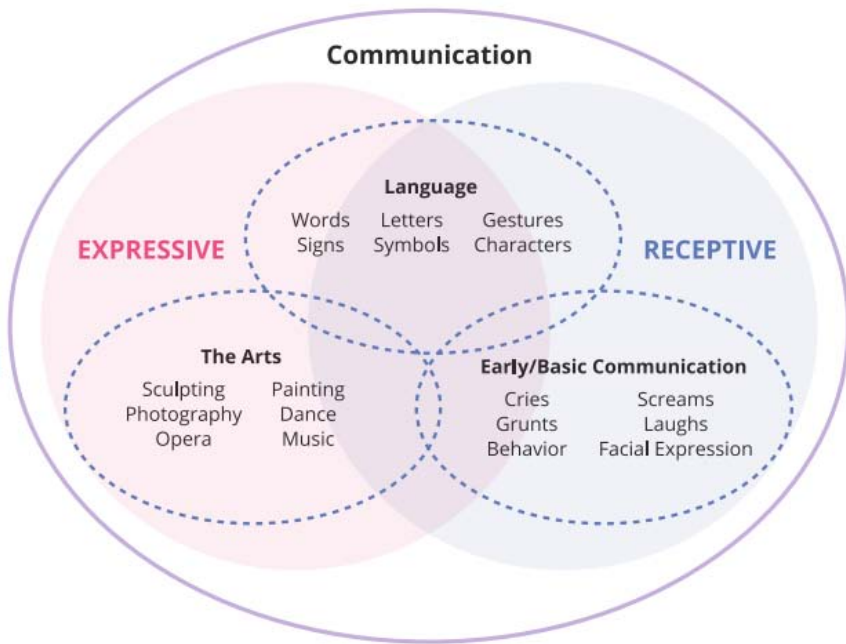 Communication
Language
Words Letters Gestures
Signs Symbols Characters
EXPRESSIVE
RECEPTIVE
The Arts
Sculpting Painting
Photography Dance
Opera Music
Early/Basic Communication
Cries Screams
Grunts Laughs
Behavior Facial Expression